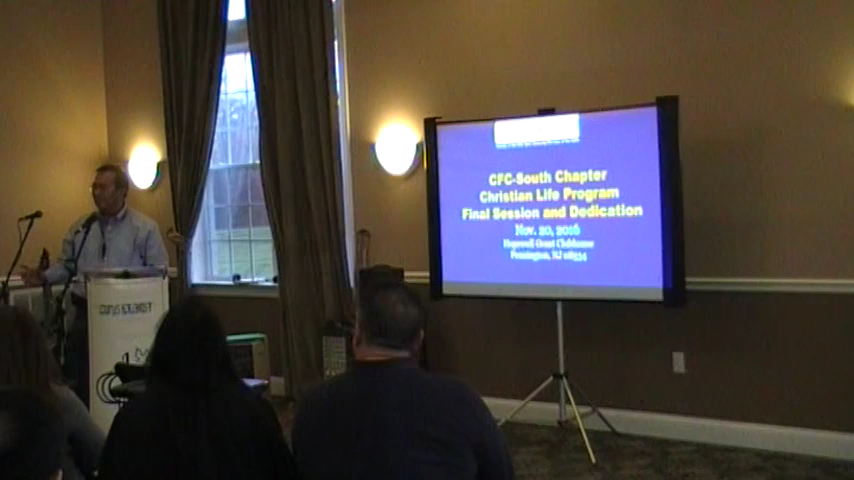 CFC-South Chapter
Christian Life Program
Final Session and Dedication
Nov. 20, 2016
Hopewell Grant Clubhouse
Pennington, NJ 08534